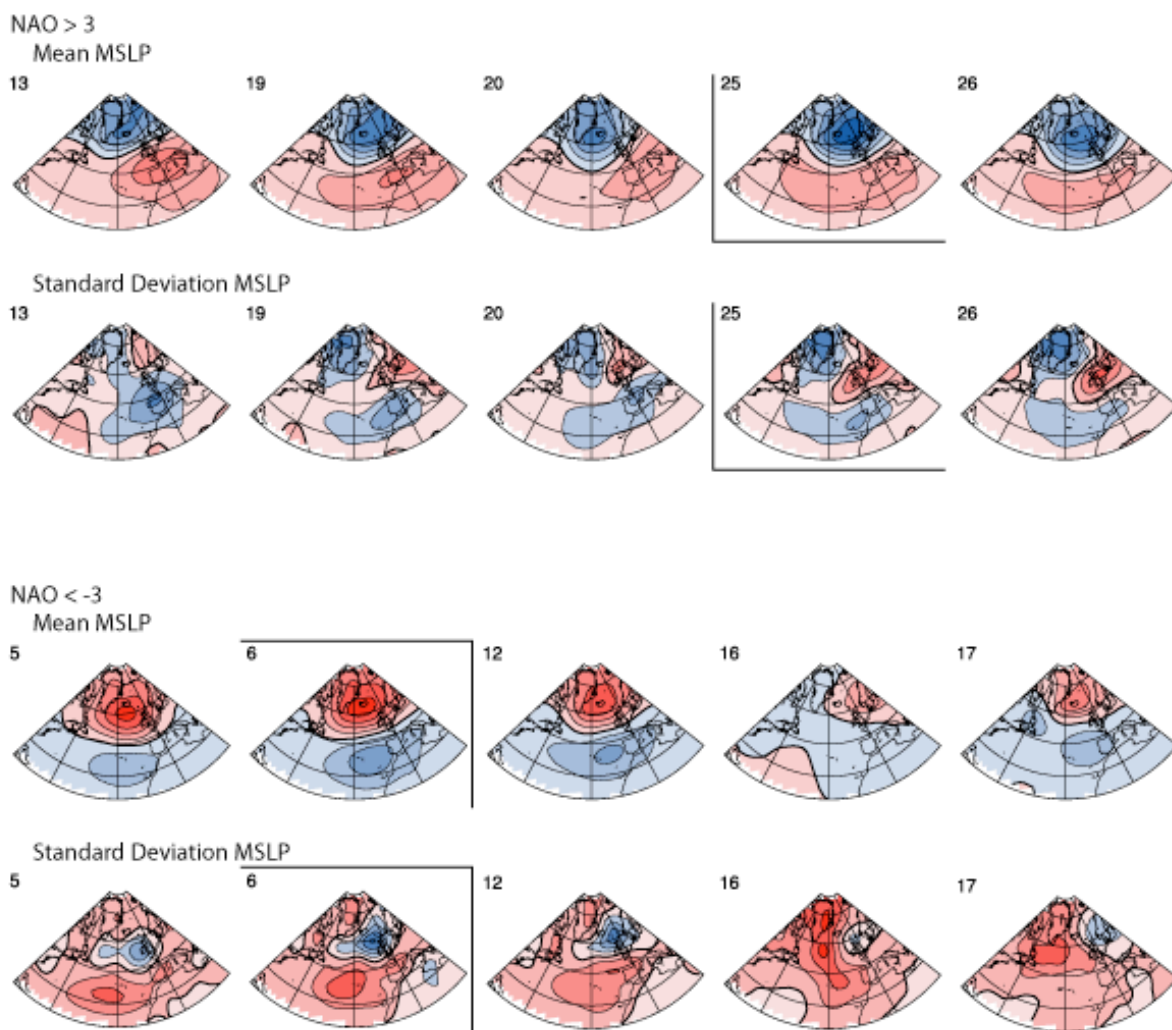 NAO > 3
Mean MSLP
13 19 20 25 26
Standard Deviation MSLP
13 19 20 25 26
NAO < -3
Mean MSLP
5 6 12 16 17
Standard Deviation MSLP
5 6 12 16 17